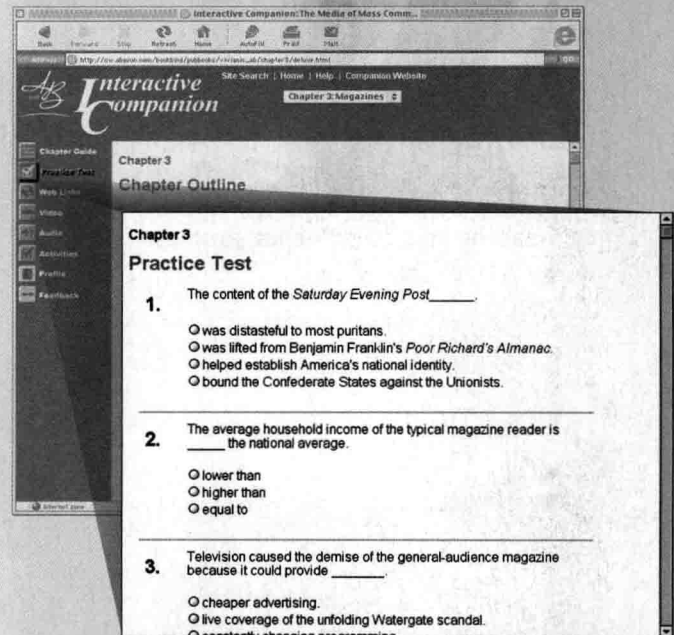 Interactive Companion: The Media of Mass Comm...
Back Forward Stop Refresh Home AutoFill Print Mail
Site Search | Home | Help | Companion Website
AB
Interactive
Companion
Chapter 3: Magazines
Chapter Guide
Practice Test
Web Links
Video
Audio
Activities
Profile
Feedback
Chapter 3
Chapter Outline
Internet zone
Chapter 3
Practice Test
1. The content of the Saturday Evening Post______.
was distasteful to most puritans.
was lifted from Benjamin Franklin's Poor Richard's Almanac.
helped establish America's national identity.
bound the Confederate States against the Unionists.
2. The average household income of the typical magazine reader is
_____ the national average.
lower than
higher than
equal to
3. Television caused the demise of the general-audience magazine
because it could provide _______.
cheaper advertising.
live coverage of the unfolding Watergate scandal.
constantly changing programming.